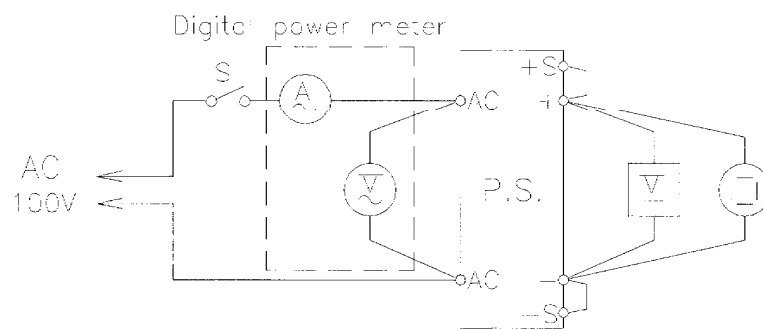 Digital power meter
S
A
+S
AC
+
AC
100V
V
P.S.
V
AC
-
-S